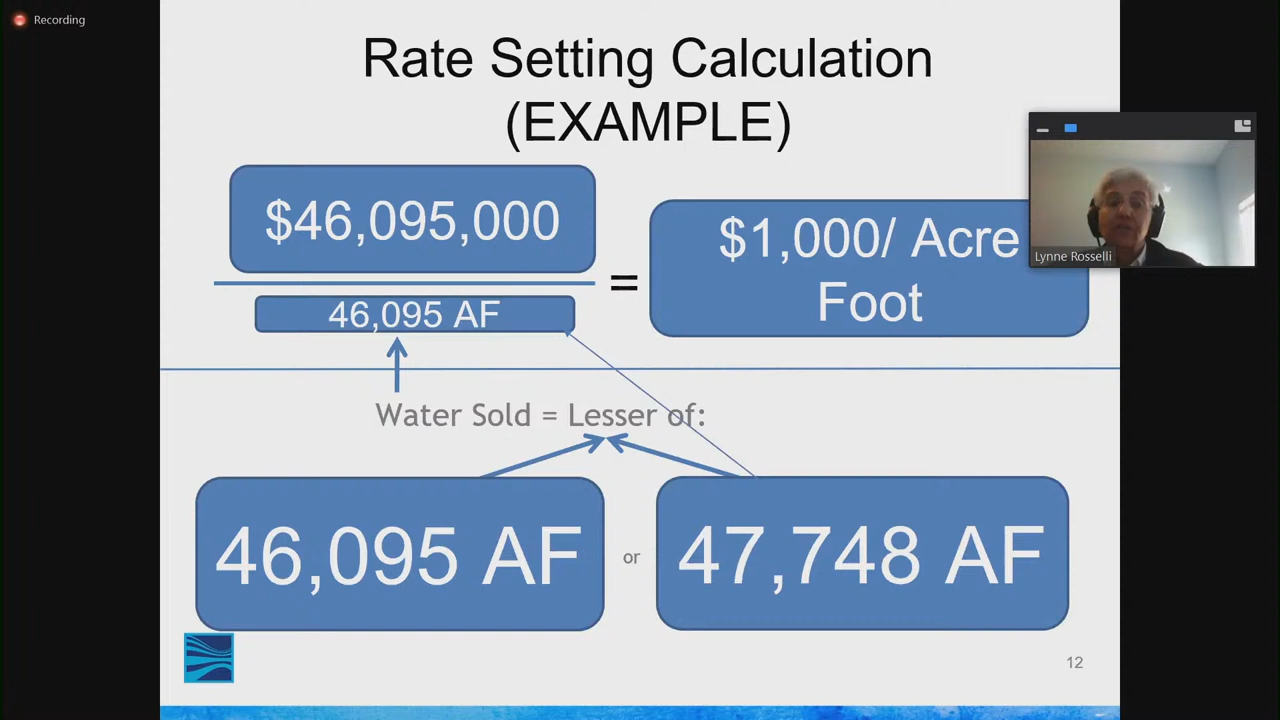 Recording
Rate Setting Calculation
(EXAMPLE)
$46,095,000
46,095 AF
=
$1,000/ Acre
Foot
Lynne Rosselli
Water Sold = Lesser of:
46,095 AF
or
47,748 AF
12